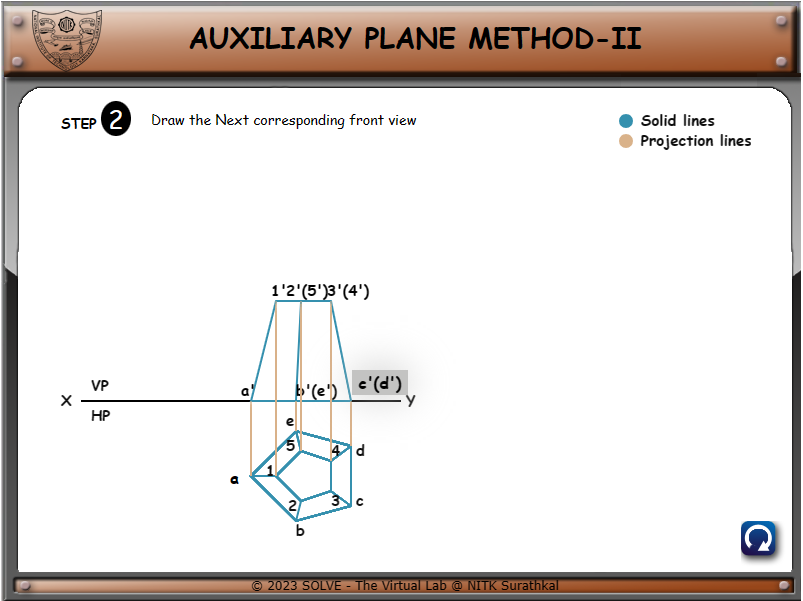 AUXILIARY PLANE METHOD-II
STEP 2
Draw the Next corresponding front view
Solid lines
Projection lines
1'2'(5')3'(4')
VP
a'
b'(e')
c'(d')
X
Y
HP
e
5
4
d
a
1
2
3
c
b
© 2023 SOLVE - The Virtual Lab @ NITK Surathkal